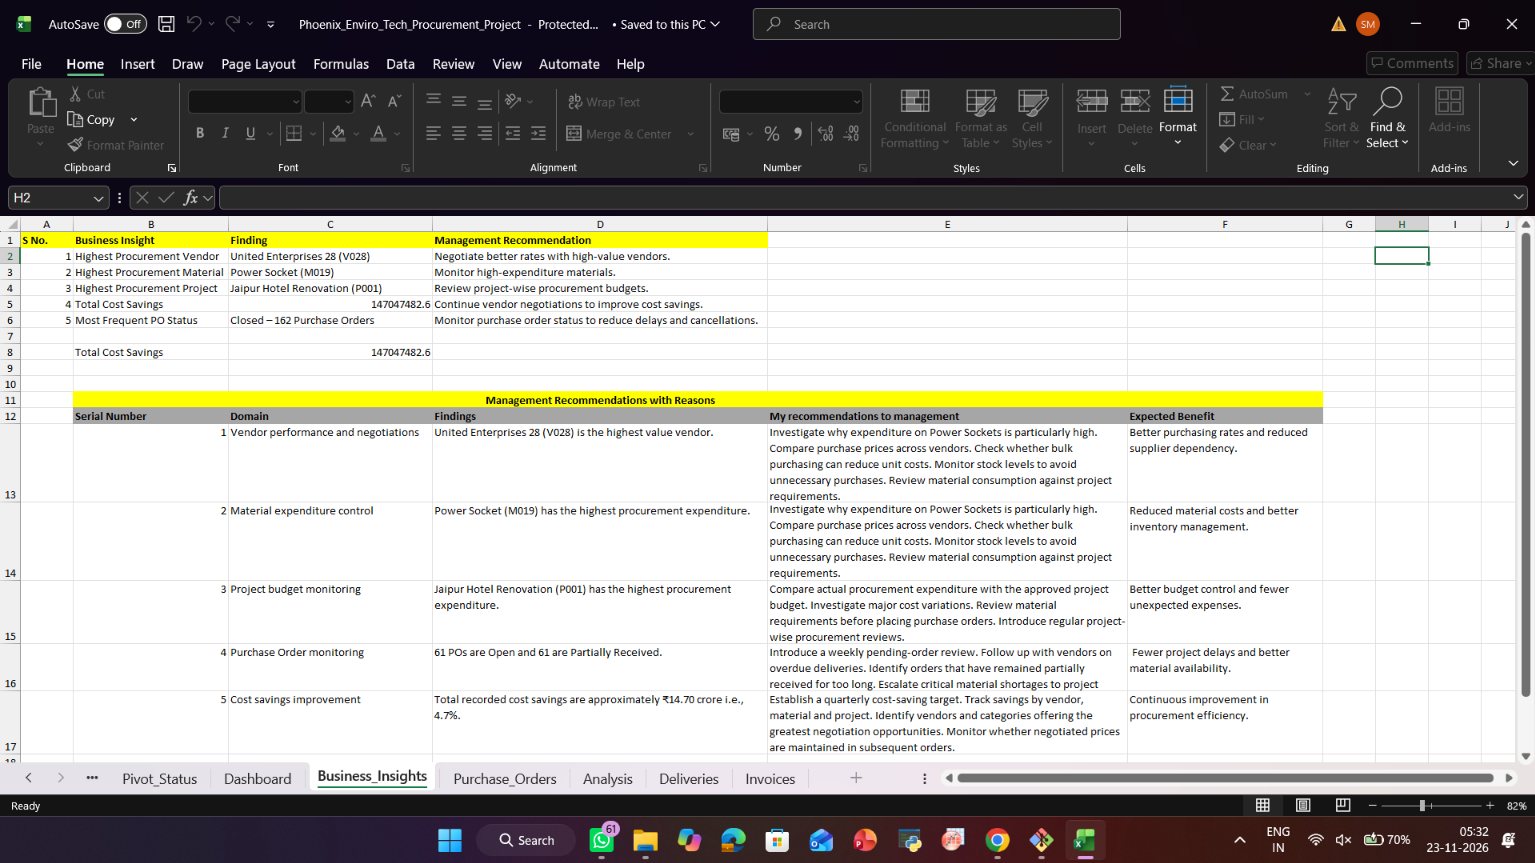 AutoSave Off Phoenix_Enviro_Tech_Procurement_Project - Protected... • Saved to this PC Search SM
File Home Insert Draw Page Layout Formulas Data Review View Automate Help Comments Share
Paste Cut Copy Format Painter Clipboard
B I U A A A Font
Wrap Text Merge & Center Alignment
% Number
Conditional Formatting Format as Table Cell Styles Styles
Insert Delete Format Cells
AutoSum Fill Clear Sort & Filter Find & Select Editing
Add-ins Add-ins
H2 fx
A B C D E F G H I J
1 S No. Business Insight Finding Management Recommendation
2 1 Highest Procurement Vendor United Enterprises 28 (V028) Negotiate better rates with high-value vendors.
3 2 Highest Procurement Material Power Socket (M019) Monitor high-expenditure materials.
4 3 Highest Procurement Project Jaipur Hotel Renovation (P001) Review project-wise procurement budgets.
5 4 Total Cost Savings 147047482.6 Continue vendor negotiations to improve cost savings.
6 5 Most Frequent PO Status Closed – 162 Purchase Orders Monitor purchase order status to reduce delays and cancellations.
7
8 Total Cost Savings 147047482.6
9
10
11 Management Recommendations with Reasons
12 Serial Number Domain Findings My recommendations to management Expected Benefit
1 Vendor performance and negotiations United Enterprises 28 (V028) is the highest value vendor. Investigate why expenditure on Power Sockets is particularly high. Better purchasing rates and reduced
Compare purchase prices across vendors. Check whether bulk supplier dependency.
purchasing can reduce unit costs. Monitor stock levels to avoid
unnecessary purchases. Review material consumption against project
13 requirements.
2 Material expenditure control Power Socket (M019) has the highest procurement expenditure. Investigate why expenditure on Power Sockets is particularly high. Reduced material costs and better
Compare purchase prices across vendors. Check whether bulk inventory management.
purchasing can reduce unit costs. Monitor stock levels to avoid
unnecessary purchases. Review material consumption against project
14 requirements.
3 Project budget monitoring Jaipur Hotel Renovation (P001) has the highest procurement Compare actual procurement expenditure with the approved project Better budget control and fewer
expenditure. budget. Investigate major cost variations. Review material unexpected expenses.
requirements before placing purchase orders. Introduce regular project-
15 wise procurement reviews.
4 Purchase Order monitoring 61 POs are Open and 61 are Partially Received. Introduce a weekly pending-order review. Follow up with vendors on Fewer project delays and better
overdue deliveries. Identify orders that have remained partially material availability.
16 received for too long. Escalate critical material shortages to project
5 Cost savings improvement Total recorded cost savings are approximately ₹14.70 crore i.e., Establish a quarterly cost-saving target. Track savings by vendor, Continuous improvement in
4.7%. material and project. Identify vendors and categories offering the procurement efficiency.
greatest negotiation opportunities. Monitor whether negotiated prices
17 are maintained in subsequent orders.
Pivot_Status Dashboard Business_Insights Purchase_Orders Analysis Deliveries Invoices
Ready 82%
Search 61 ENG IN 70% 05:32 23-11-2026